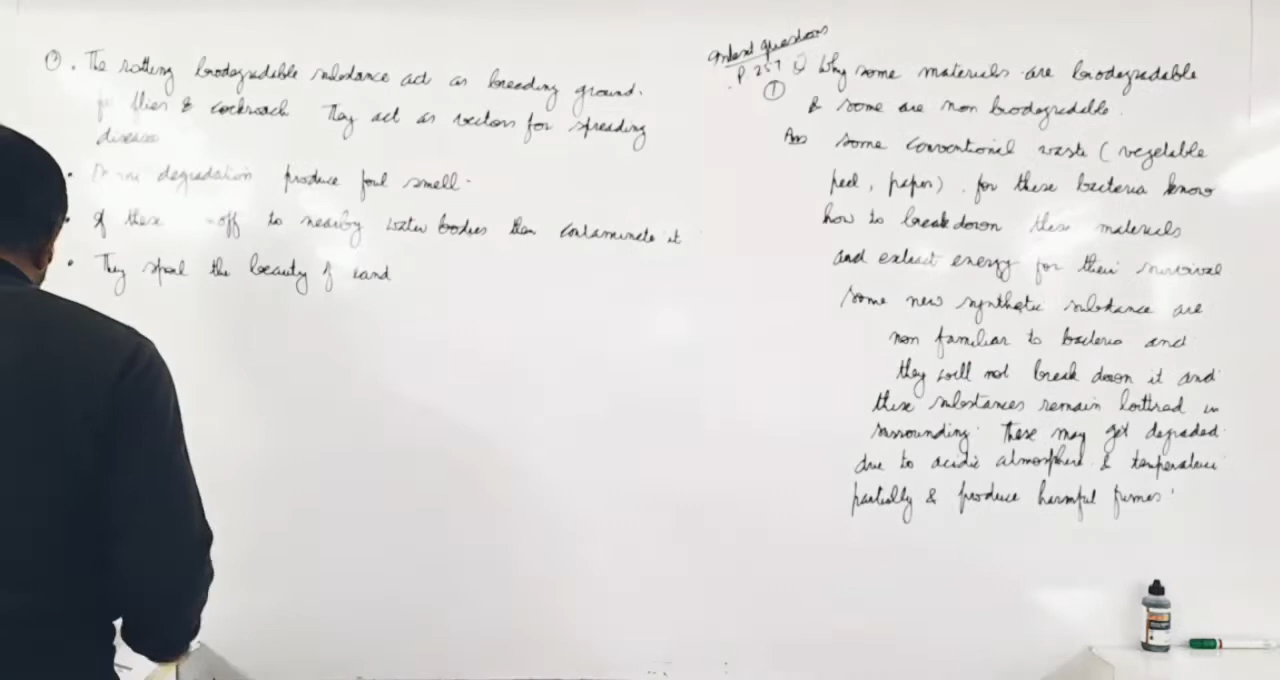 ② . The rotting biodegradable substance act as breeding ground.
flies & cockroach They act as vectors for spreading
diseases
• degradation produce foul smell.
• If these off to nearby water bodies then contaminate it
• They spoil the beauty of land
Intext questions
P. 257 i) Why some materials are biodegradable
① & some are non biodegradable.
Ans some conventional waste ( vegetable
peel, paper) . for these bacteria know
how to break down these materials
and extract energy for their survival
some new synthetic substance are
non familiar to bacteria and
they will not break down it and
these substances remain in
surrounding. These may get degraded
due to acidic atmosphere & temperature
partially & produce harmful fumes